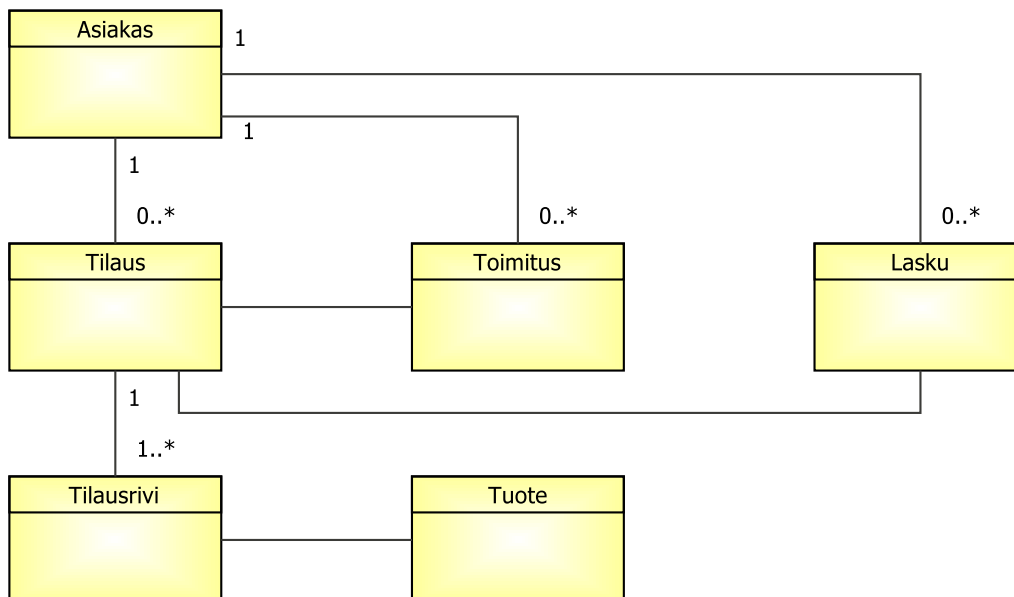 Asiakas
1
1
1
0..*
0..*
0..*
Tilaus
Toimitus
Lasku
1
1..*
Tilausrivi
Tuote